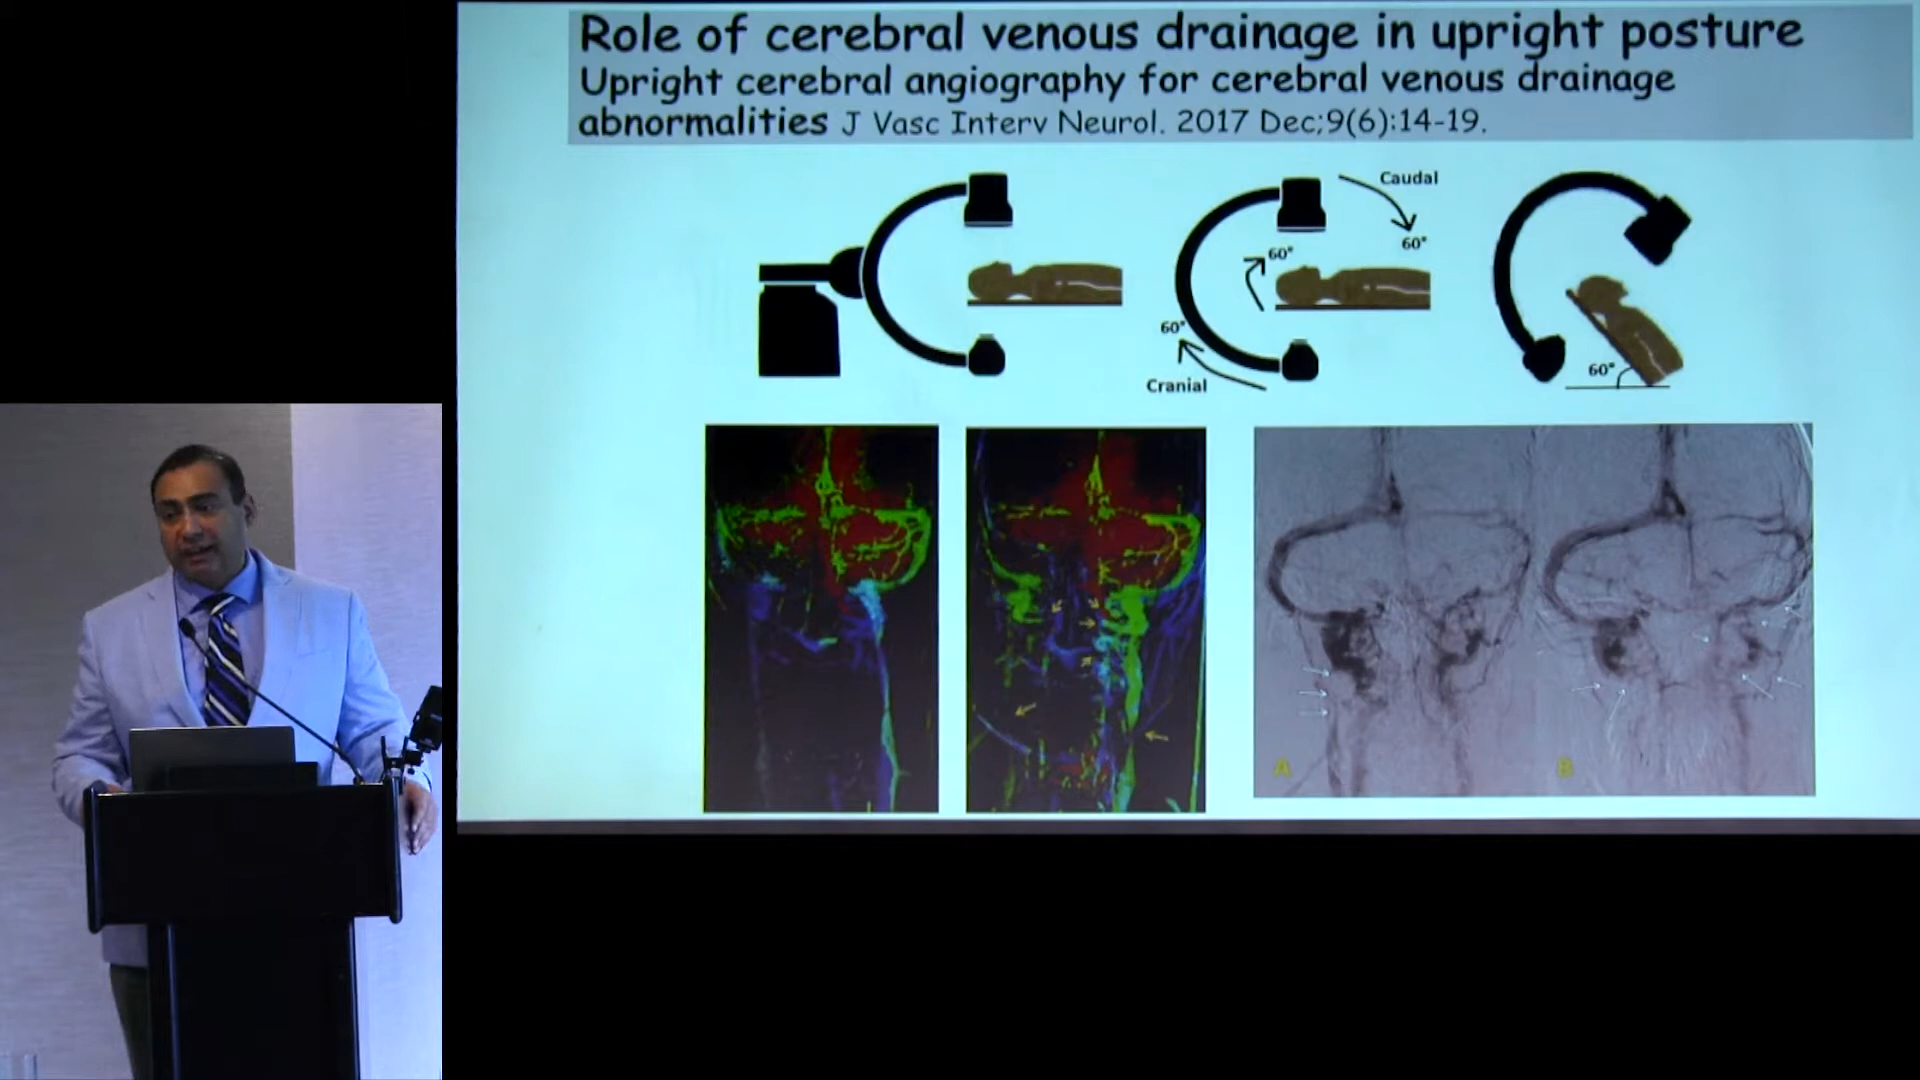 Role of cerebral venous drainage in upright posture
Upright cerebral angiography for cerebral venous drainage
abnormalities J Vasc Interv Neurol. 2017 Dec;9(6):14-19.
Caudal
60°
60°
60°
Cranial
60°
A
B